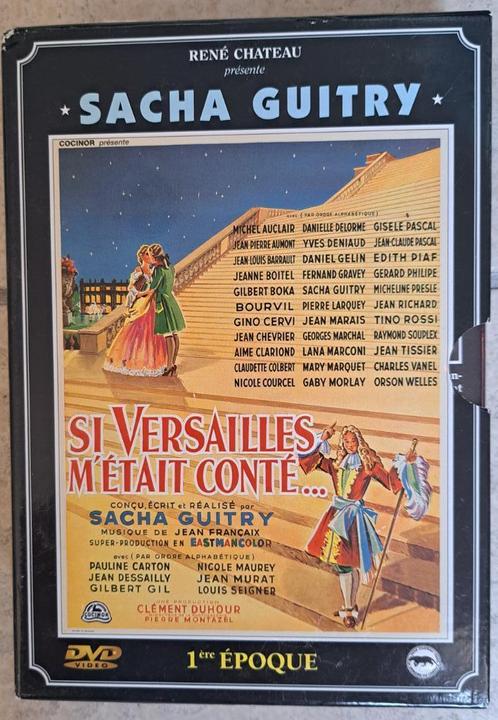 RENÉ CHATEAU
présente
★ SACHA GUITRY ★
COCINOR présente
avec (PAR ORDRE ALPHABÉTIQUE)
MICHEL AUCLAIR DANIELLE DELORME GISELE PASCAL
JEAN-PIERRE AUMONT YVES DENIAUD JEAN-CLAUDE PASCAL
JEAN-LOUIS BARRAULT DANIEL GELIN EDITH PIAF
JEANNE BOITEL FERNAND GRAVEY GERARD PHILIPE
GILBERT BOKA SACHA GUITRY MICHELINE PRESLE
BOURVIL PIERRE LARQUEY JEAN RICHARD
GINO CERVI JEAN MARAIS TINO ROSSI
JEAN CHEVRIER GEORGES MARCHAL RAYMOND SOUPLEX
AIME CLARIOND LANA MARCONI JEAN TISSIER
CLAUDETTE COLBERT MARY MARQUET CHARLES VANEL
NICOLE COURCEL GABY MORLAY ORSON WELLES
SI VERSAILLES
M'ÉTAIT CONTÉ...
CONÇU, ÉCRIT et RÉALISÉ par
SACHA GUITRY
MUSIQUE DE JEAN FRANÇAIX
SUPER-PRODUCTION EN EASTMANCOLOR
avec (PAR ORDRE ALPHABÉTIQUE)
PAULINE CARTON NICOLE MAUREY
JEAN DESSAILLY JEAN MURAT
GILBERT GIL LOUIS SEIGNER
UNE PRODUCTION
CLÉMENT DUHOUR
PIERRE MONTAZEL
COCINOR
DVD
VIDEO
1ère ÉPOQUE